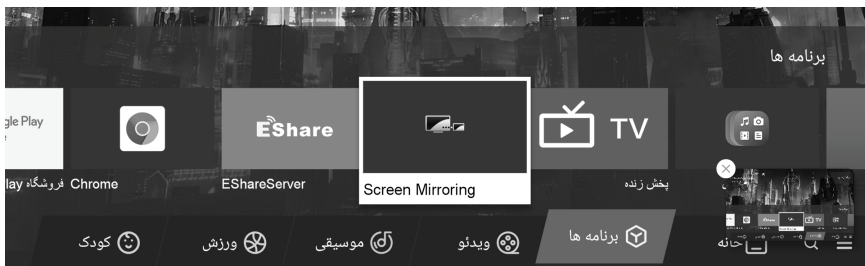 برنامه ها
gle Play
EShare
TV
فروشگاه lay
Chrome
EShareServer
Screen Mirroring
پخش زنده
خانه
برنامه ها
ویدئو
موسیقی
ورزش
کودک